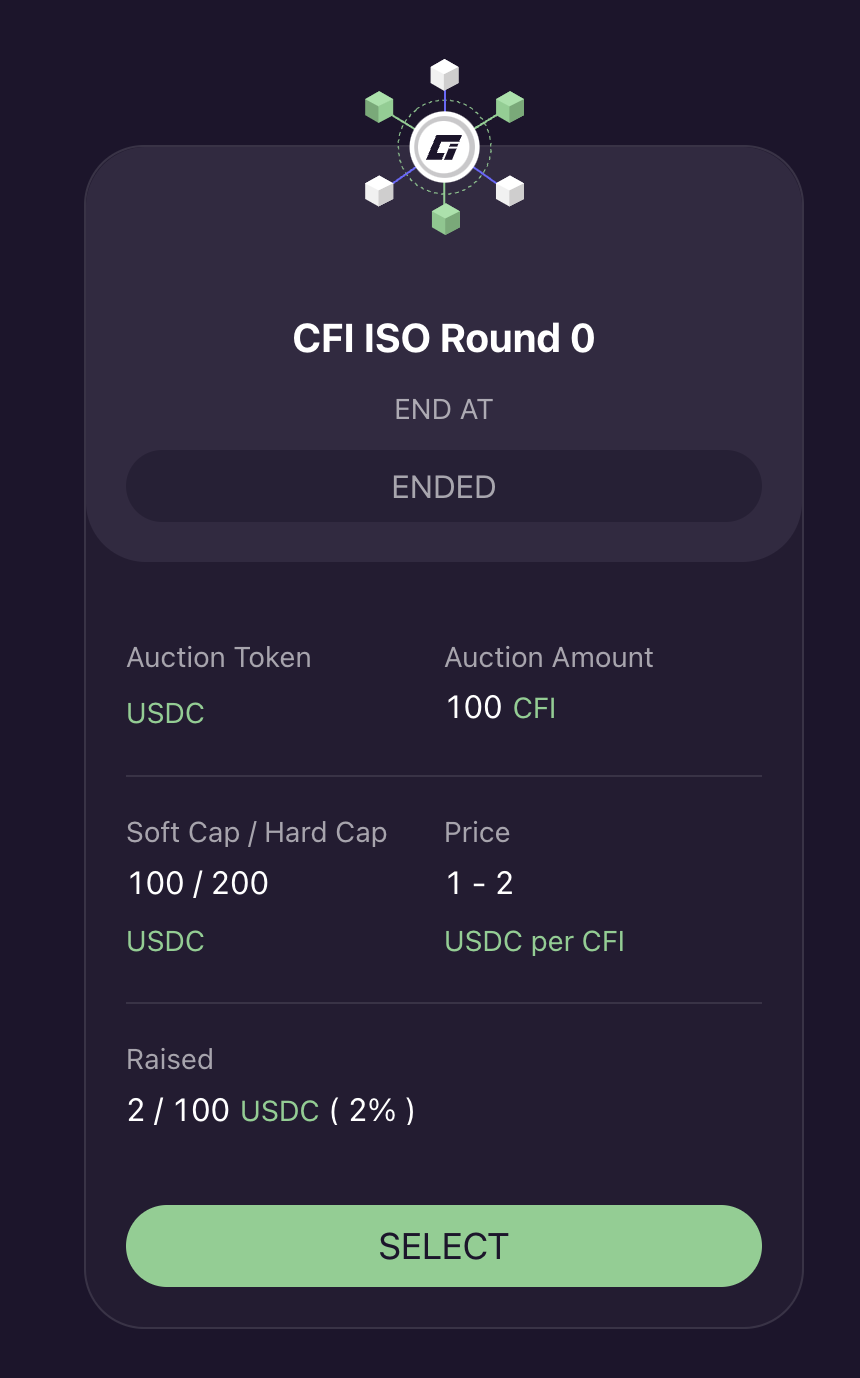 CFI ISO Round 0
END AT
ENDED
Auction Token
USDC
Auction Amount
100 CFI
Soft Cap / Hard Cap
100 / 200
USDC
Price
1 - 2
USDC per CFI
Raised
2 / 100 USDC ( 2% )
SELECT